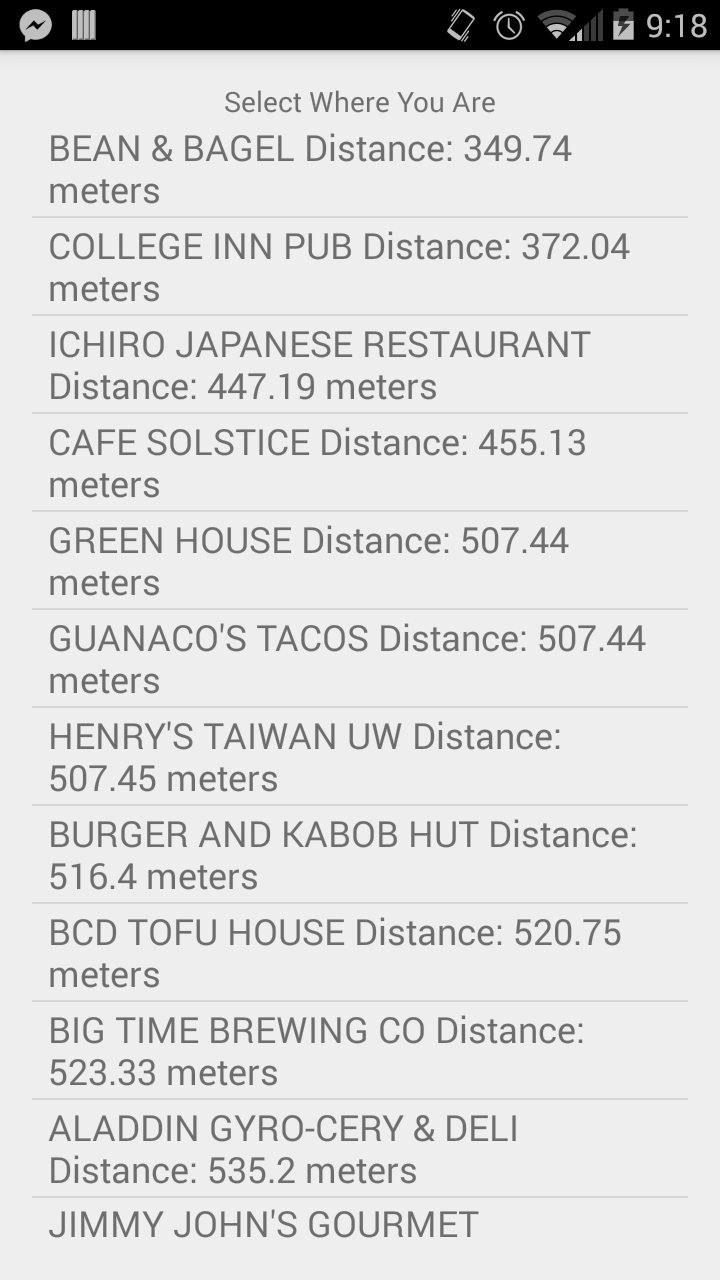 9:18
Select Where You Are
BEAN & BAGEL Distance: 349.74
meters
COLLEGE INN PUB Distance: 372.04
meters
ICHIRO JAPANESE RESTAURANT
Distance: 447.19 meters
CAFE SOLSTICE Distance: 455.13
meters
GREEN HOUSE Distance: 507.44
meters
GUANACO'S TACOS Distance: 507.44
meters
HENRY'S TAIWAN UW Distance:
507.45 meters
BURGER AND KABOB HUT Distance:
516.4 meters
BCD TOFU HOUSE Distance: 520.75
meters
BIG TIME BREWING CO Distance:
523.33 meters
ALADDIN GYRO-CERY & DELI
Distance: 535.2 meters
JIMMY JOHN'S GOURMET